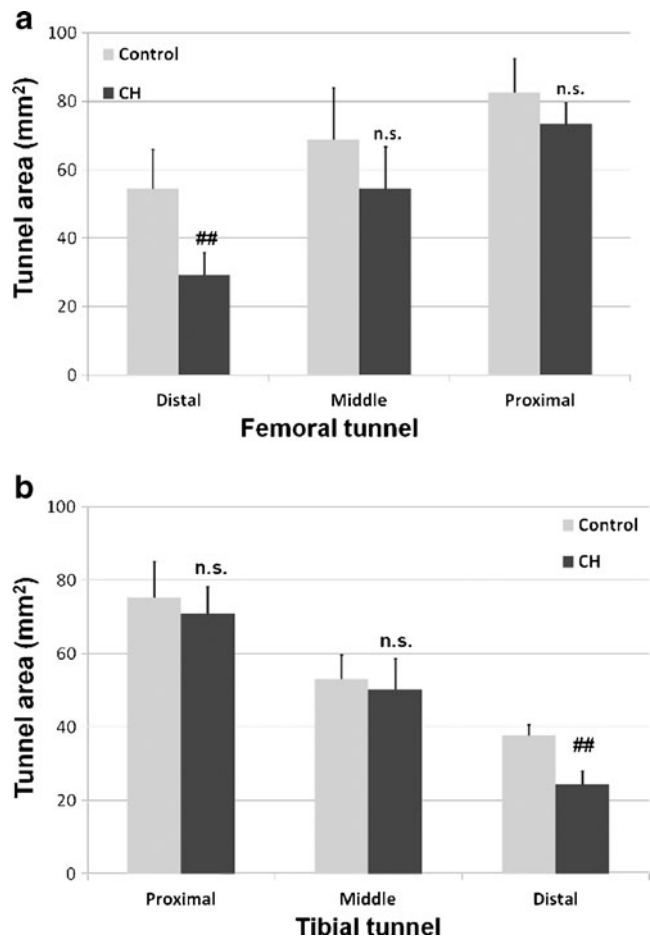 a
Tunnel area (mm²)
100
80
60
40
20
0
Control
CH
##
n.s.
n.s.
Distal
Middle
Proximal
Femoral tunnel
b
Tunnel area (mm²)
100
80
60
40
20
0
Control
CH
n.s.
n.s.
##
Proximal
Middle
Distal
Tibial tunnel